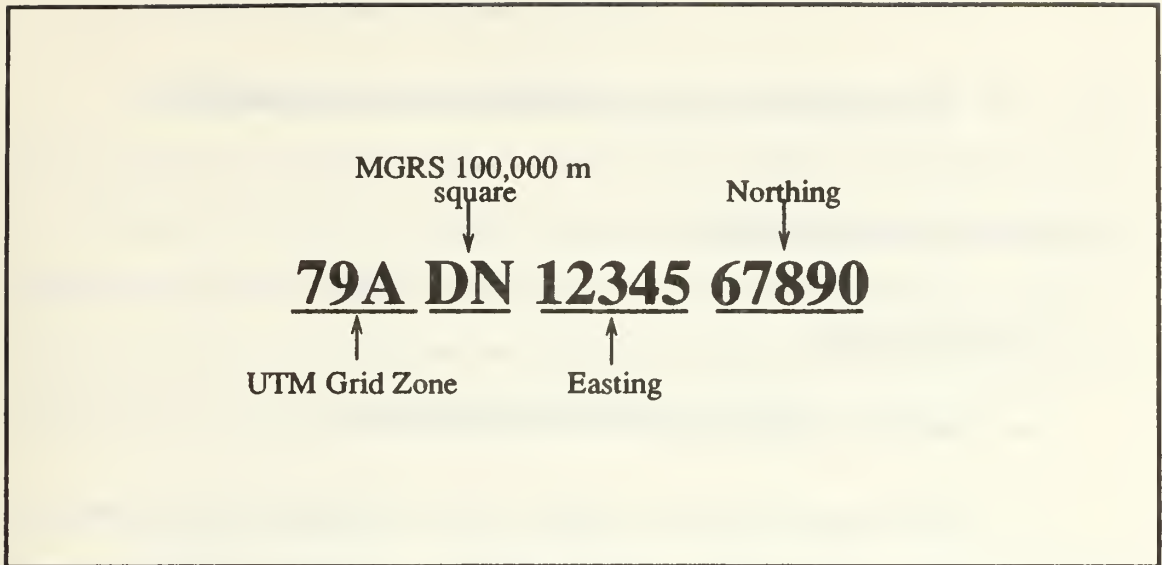 MGRS 100,000 m
square
Northing
79A DN 12345 67890
UTM Grid Zone
Easting